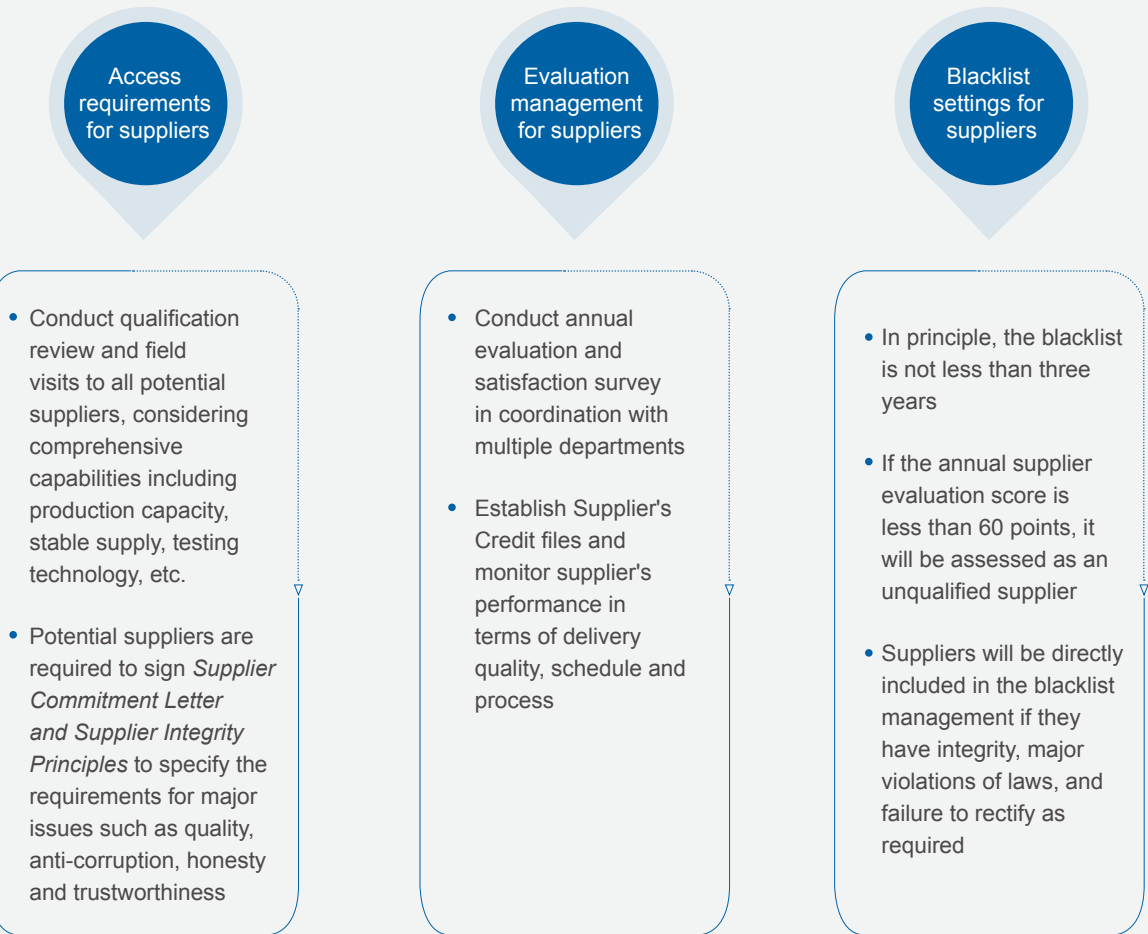 Access
requirements
for suppliers
• Conduct qualification
review and field
visits to all potential
suppliers, considering
comprehensive
capabilities including
production capacity,
stable supply, testing
technology, etc.
• Potential suppliers are
required to sign Supplier
Commitment Letter
and Supplier Integrity
Principles to specify the
requirements for major
issues such as quality,
anti-corruption, honesty
and trustworthiness
Evaluation
management
for suppliers
• Conduct annual
evaluation and
satisfaction survey
in coordination with
multiple departments
• Establish Supplier's
Credit files and
monitor supplier's
performance in
terms of delivery
quality, schedule and
process
Blacklist
settings for
suppliers
• In principle, the blacklist
is not less than three
years
• If the annual supplier
evaluation score is
less than 60 points, it
will be assessed as an
unqualified supplier
• Suppliers will be directly
included in the blacklist
management if they
have integrity, major
violations of laws, and
failure to rectify as
required